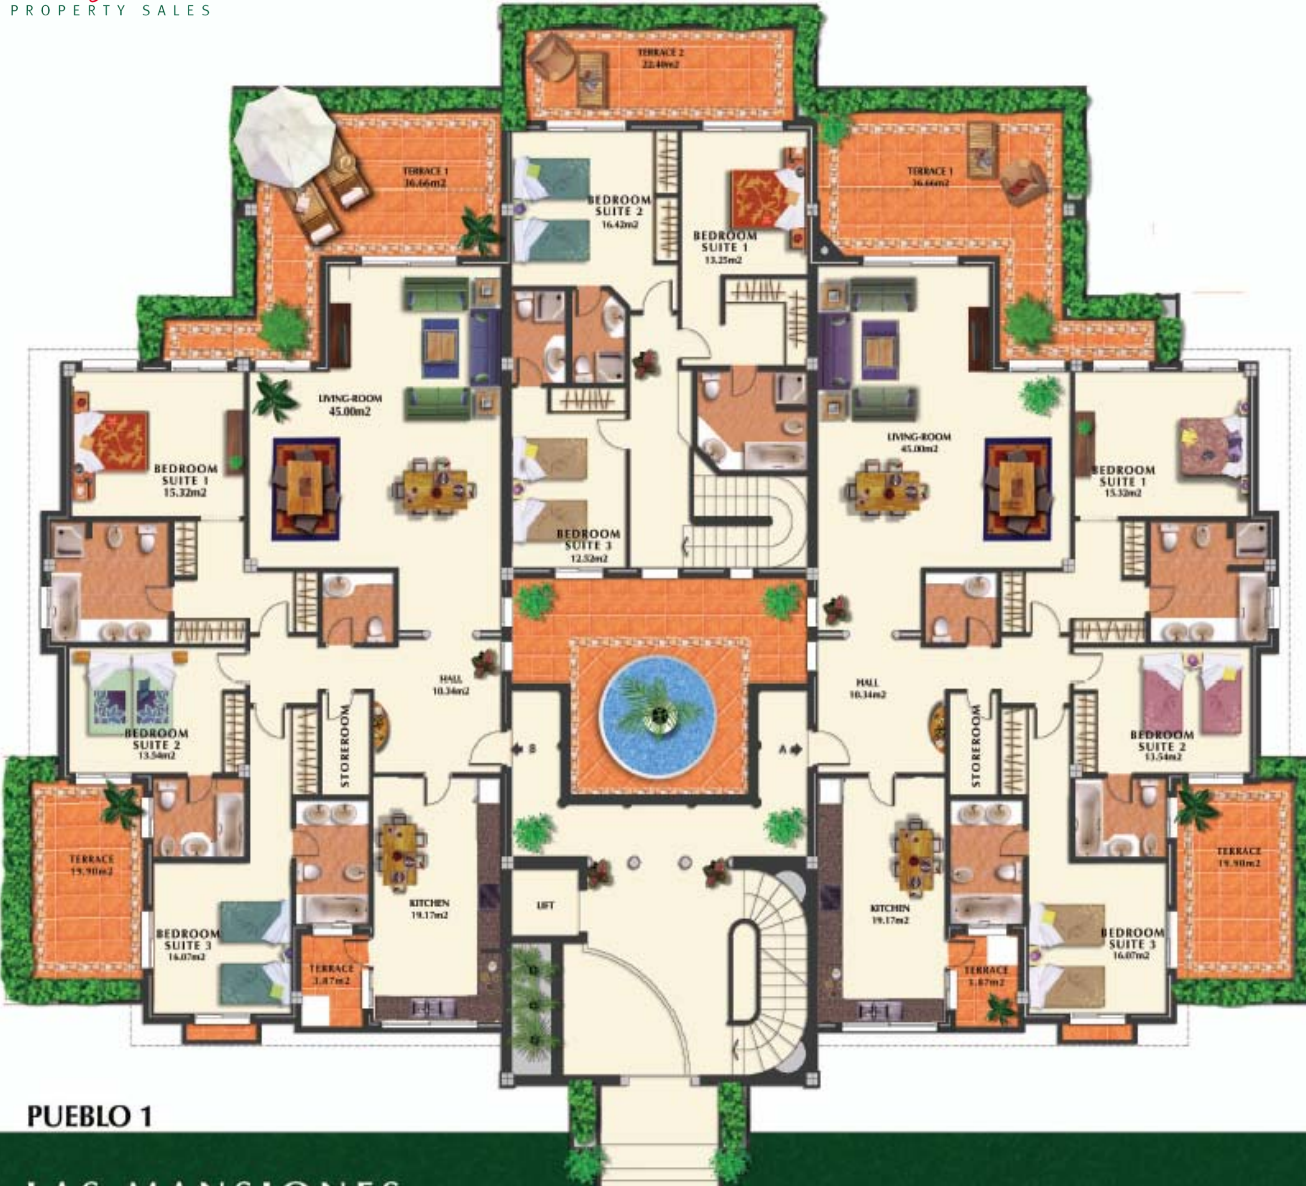 PROPERTY SALES
TERRACE 2
22.40m2
TERRACE 1
36.66m2
TERRACE 1
36.66m2
BEDROOM
SUITE 2
16.42m2
BEDROOM
SUITE 1
13.25m2
LIVING-ROOM
45.00m2
LIVING-ROOM
45.00m2
BEDROOM
SUITE 1
15.32m2
BEDROOM
SUITE 1
15.32m2
BEDROOM
SUITE 3
12.52m2
HALL
10.34m2
HALL
10.34m2
BEDROOM
SUITE 2
13.54m2
STOREROOM
B
A
STOREROOM
BEDROOM
SUITE 2
13.54m2
TERRACE
19.90m2
TERRACE
19.90m2
KITCHEN
19.17m2
LIFT
KITCHEN
19.17m2
BEDROOM
SUITE 3
16.07m2
BEDROOM
SUITE 3
16.07m2
TERRACE
3.87m2
TERRACE
3.87m2
PUEBLO 1
LAS MANSIONES